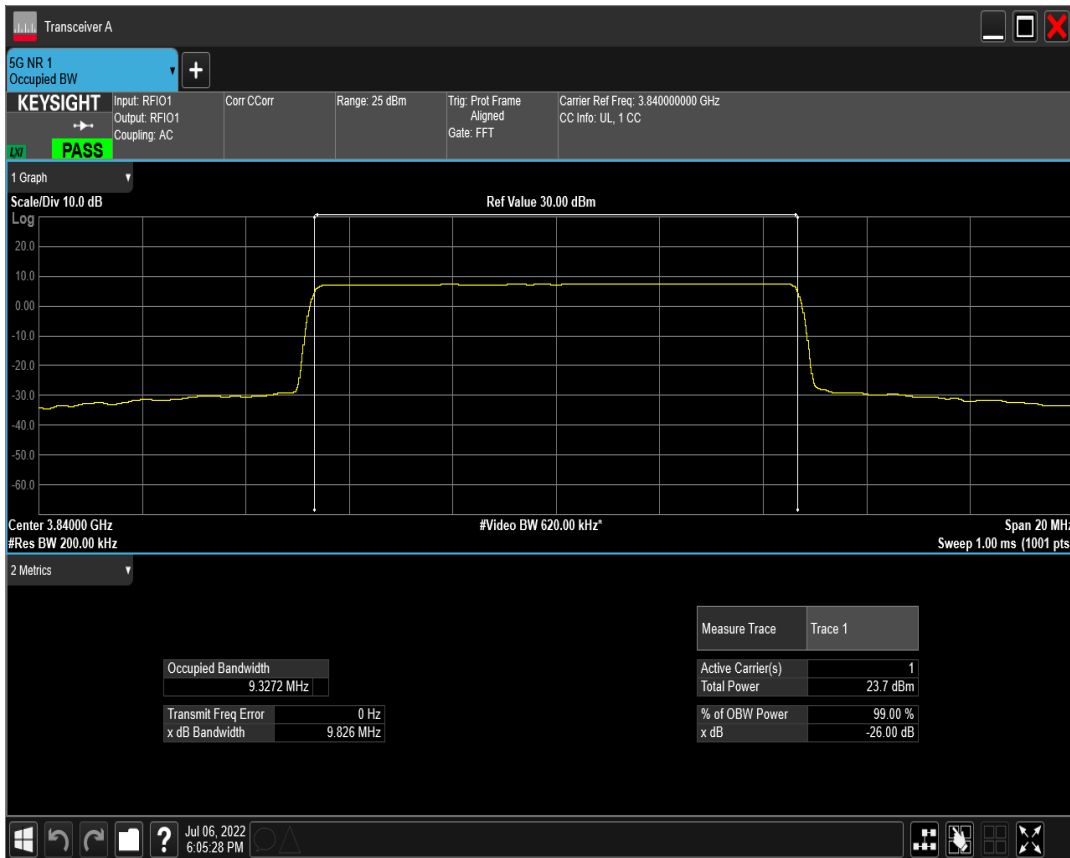 Transceiver A
5G NR 1
Occupied BW
+
KEYSIGHT
LXI
PASS
Input: RFIO1
Output: RFIO1
Coupling: AC
Corr CCorr
Range: 25 dBm
Trig: Prot Frame
Aligned
Gate: FFT
Carrier Ref Freq: 3.840000000 GHz
CC Info: UL, 1 CC
1 Graph
Scale/Div 10.0 dB
Ref Value 30.00 dBm
Log
20.0
10.0
0.00
-10.0
-20.0
-30.0
-40.0
-50.0
-60.0
Center 3.84000 GHz
#Video BW 620.00 kHz*
Span 20 MHz
#Res BW 200.00 kHz
Sweep 1.00 ms (1001 pts
2 Metrics
Measure Trace Trace 1
Occupied Bandwidth
9.3272 MHz
Active Carrier(s) 1
Total Power 23.7 dBm
Transmit Freq Error 0 Hz
x dB Bandwidth 9.826 MHz
% of OBW Power 99.00 %
x dB -26.00 dB
?
Jul 06, 2022
6:05:28 PM